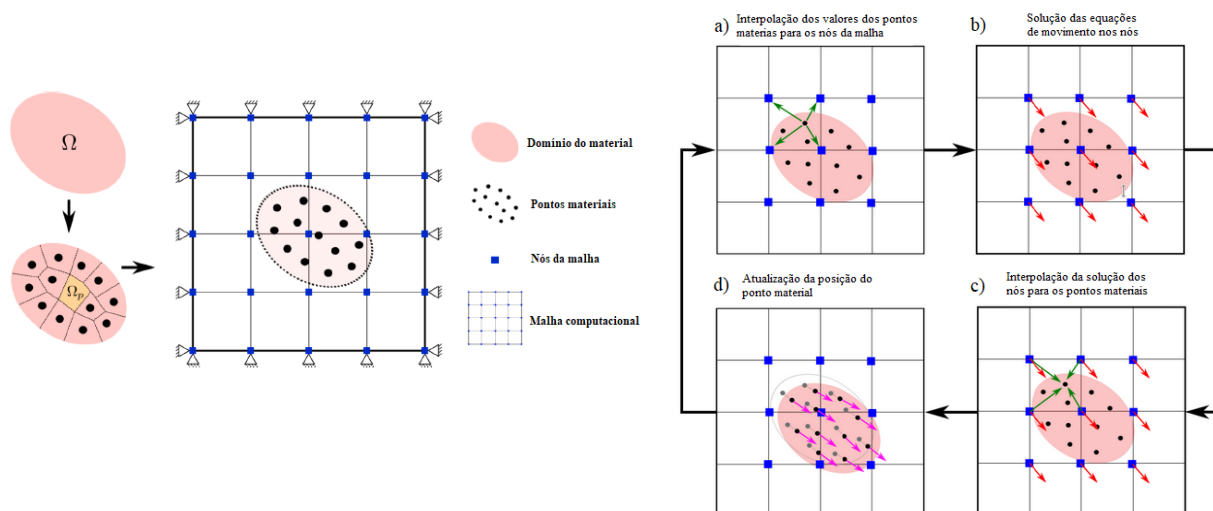 Ω
Ωp
Domínio do material
Pontos materiais
Nós da malha
Malha computacional
a)
Interpolação dos valores dos pontos
materias para os nós da malha
b)
Solução das equações
de movimento nos nós
d)
Atualização da posição do
ponto material
c)
Interpolação da solução dos
nós para os pontos materiais